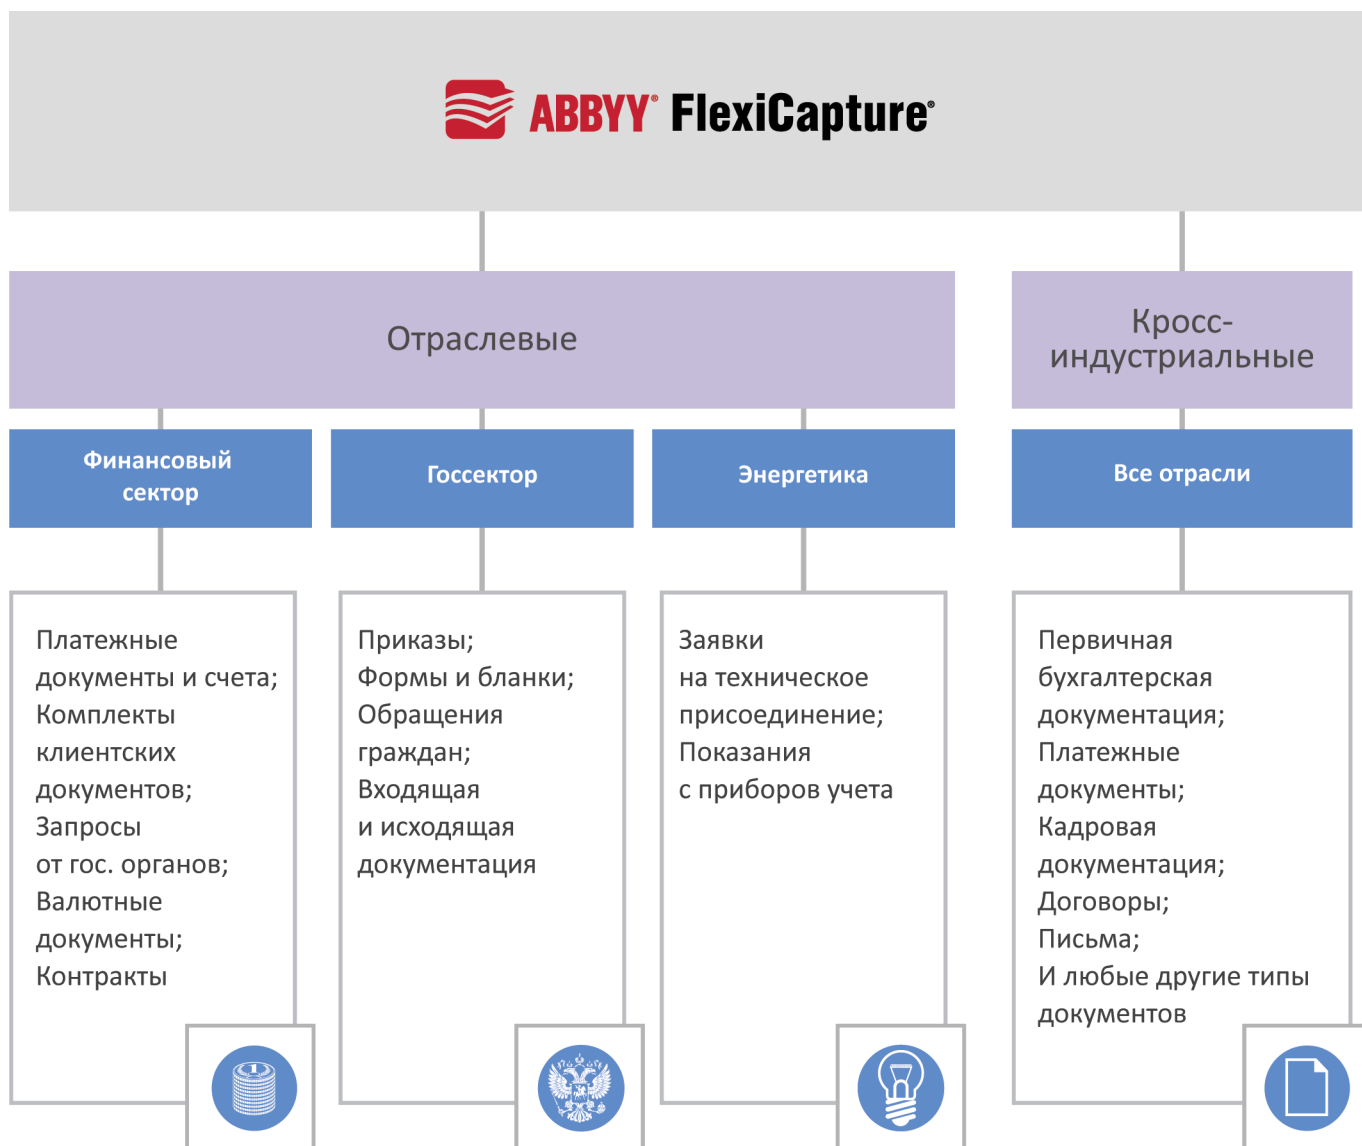 ABBYY® FlexiCapture®
Отраслевые
Кросс-
индустриальные
Финансовый
сектор
Госсектор
Энергетика
Все отрасли
Платежные
документы и счета;
Комплекты
клиентских
документов;
Запросы
от гос. органов;
Валютные
документы;
Контракты
Приказы;
Формы и бланки;
Обращения
граждан;
Входящая
и исходящая
документация
Заявки
на техническое
присоединение;
Показания
с приборов учета
Первичная
бухгалтерская
документация;
Платежные
документы;
Кадровая
документация;
Договоры;
Письма;
И любые другие типы
документов
1